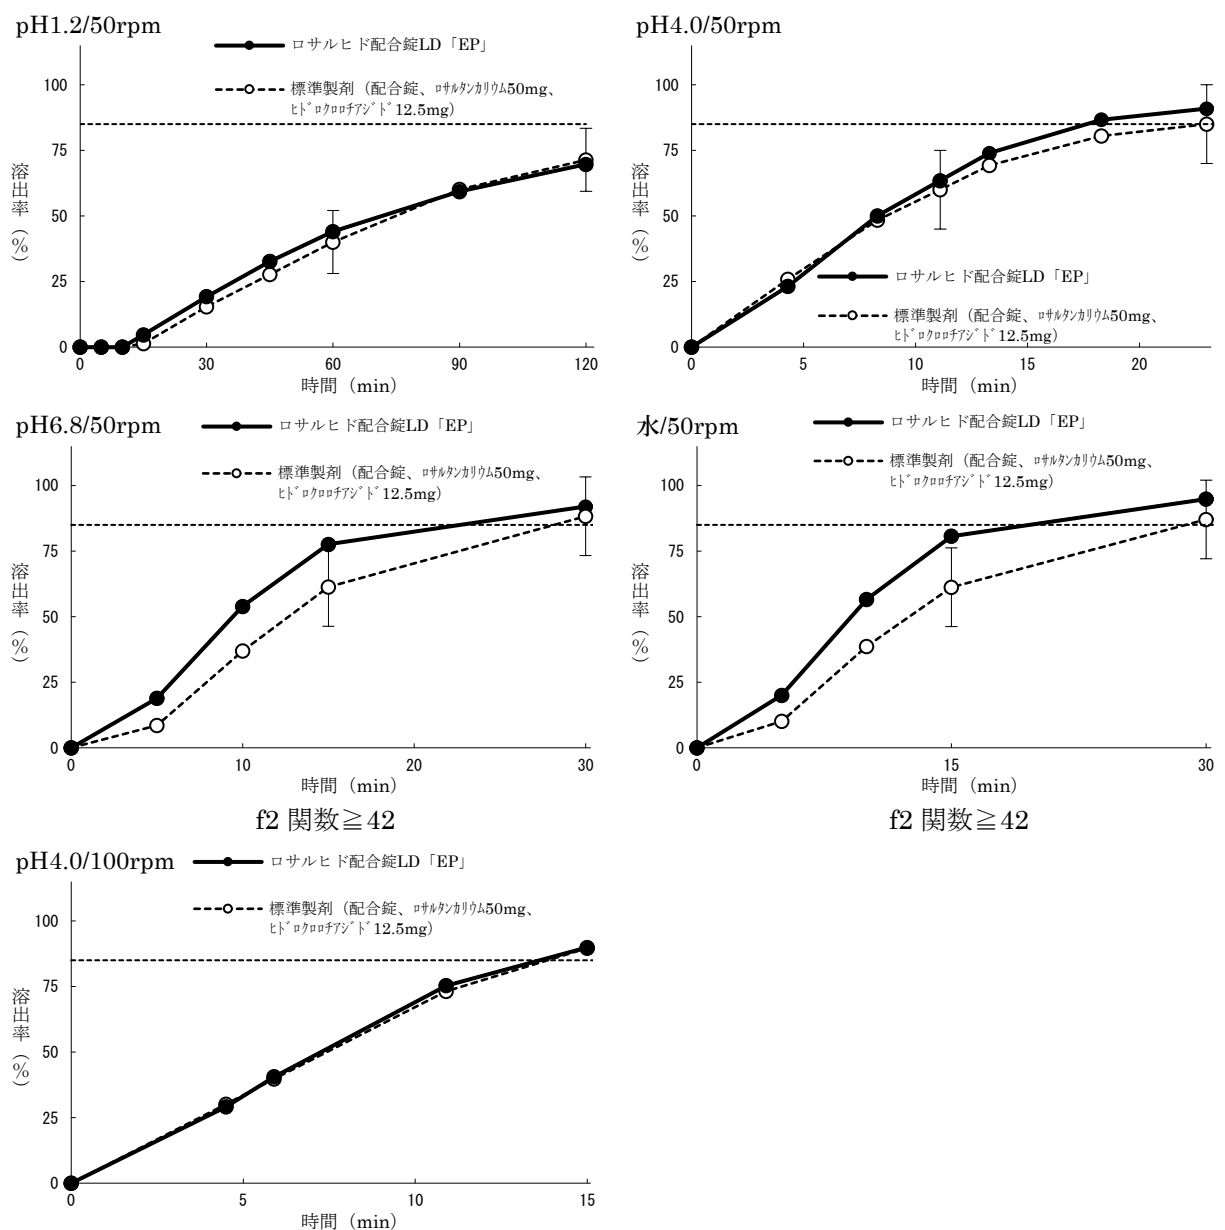 pH1.2/50rpm
ロサルヒド配合錠LD「EP」
標準製剤（配合錠、ﾛｻﾙﾀﾝｶﾘｳﾑ50mg、
ﾋﾄﾞﾛｸﾛﾛﾁｱｼﾞﾄﾞ12.5mg）
100
75
50
25
0
溶出率（%）
0 30 60 90 120
時間（min）
pH4.0/50rpm
100
75
50
25
0
溶出率（%）
ロサルヒド配合錠LD「EP」
標準製剤（配合錠、ﾛｻﾙﾀﾝｶﾘｳﾑ50mg、
ﾋﾄﾞﾛｸﾛﾛﾁｱｼﾞﾄﾞ12.5mg）
0 5 10 15 20
時間（min）
pH6.8/50rpm
ロサルヒド配合錠LD「EP」
標準製剤（配合錠、ﾛｻﾙﾀﾝｶﾘｳﾑ50mg、
ﾋﾄﾞﾛｸﾛﾛﾁｱｼﾞﾄﾞ12.5mg）
100
75
50
25
0
溶出率（%）
0 10 20 30
時間（min）
f2 関数≧42
水/50rpm
ロサルヒド配合錠LD「EP」
標準製剤（配合錠、ﾛｻﾙﾀﾝｶﾘｳﾑ50mg、
ﾋﾄﾞﾛｸﾛﾛﾁｱｼﾞﾄﾞ12.5mg）
100
75
50
25
0
溶出率（%）
0 15 30
時間（min）
f2 関数≧42
pH4.0/100rpm
ロサルヒド配合錠LD「EP」
標準製剤（配合錠、ﾛｻﾙﾀﾝｶﾘｳﾑ50mg、
ﾋﾄﾞﾛｸﾛﾛﾁｱｼﾞﾄﾞ12.5mg）
100
75
50
25
0
溶出率（%）
0 5 10 15
時間（min）